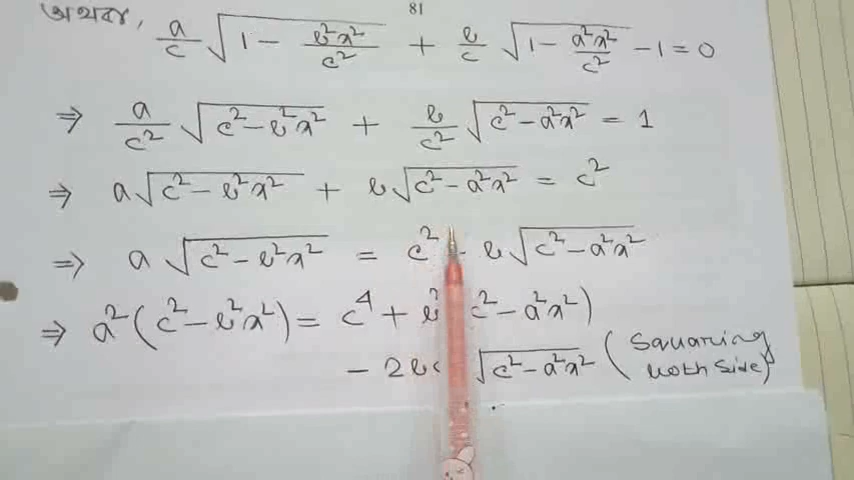 81
অথবা, a/c √(1 − b²x²/c²) + b/c √(1 − a²x²/c²) − 1 = 0
⇒ a/c² √(c² − b²x²) + b/c² √(c² − a²x²) = 1
⇒ a√(c² − b²x²) + b√(c² − a²x²) = c²
⇒ a√(c² − b²x²) = c² - b√(c² − a²x²)
⇒ a²(c² − b²x²) = c⁴ + b² c² − a²x²)
− 2bc √(c² − a²x²) (Squaring
both side)